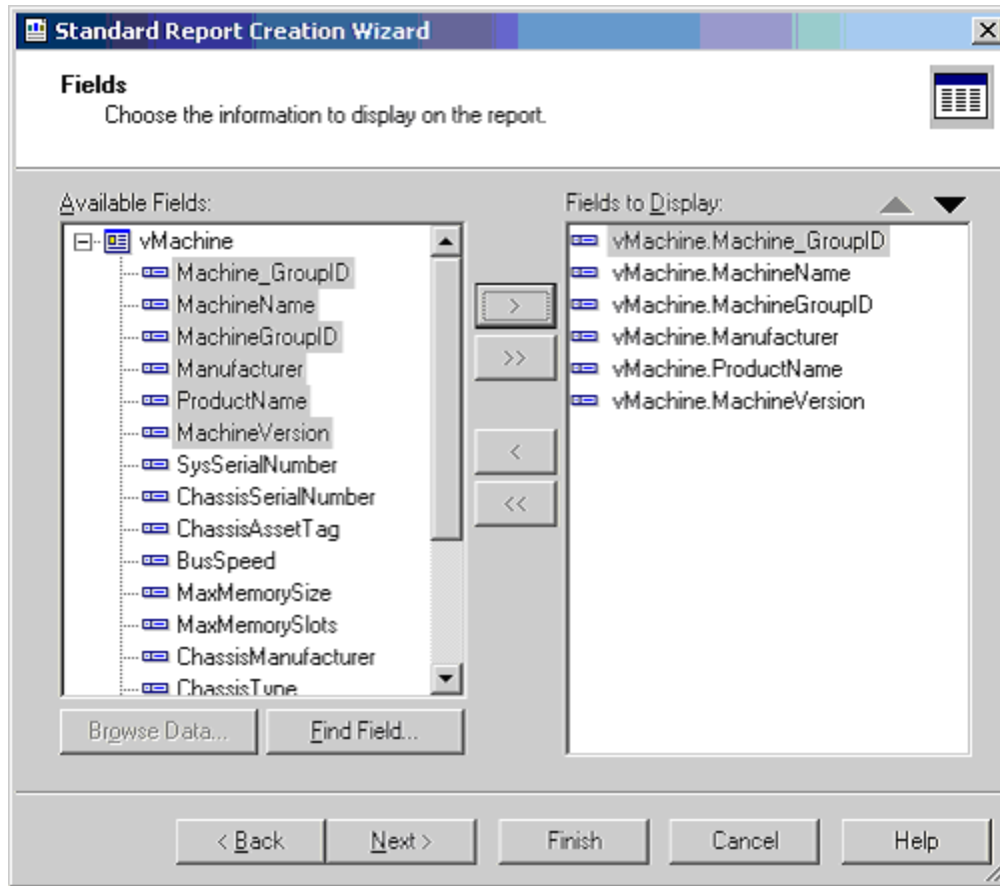 Standard Report Creation Wizard
Fields
Choose the information to display on the report.
Available Fields:
vMachine
Machine_GroupID
MachineName
MachineGroupID
Manufacturer
ProductName
MachineVersion
SysSerialNumber
ChassisSerialNumber
ChassisAssetTag
BusSpeed
MaxMemorySize
MaxMemorySlots
ChassisManufacturer
ChassisType
Browse Data...
Find Field...
>
>>
<
<<
Fields to Display:
vMachine.Machine_GroupID
vMachine.MachineName
vMachine.MachineGroupID
vMachine.Manufacturer
vMachine.ProductName
vMachine.MachineVersion
< Back
Next >
Finish
Cancel
Help